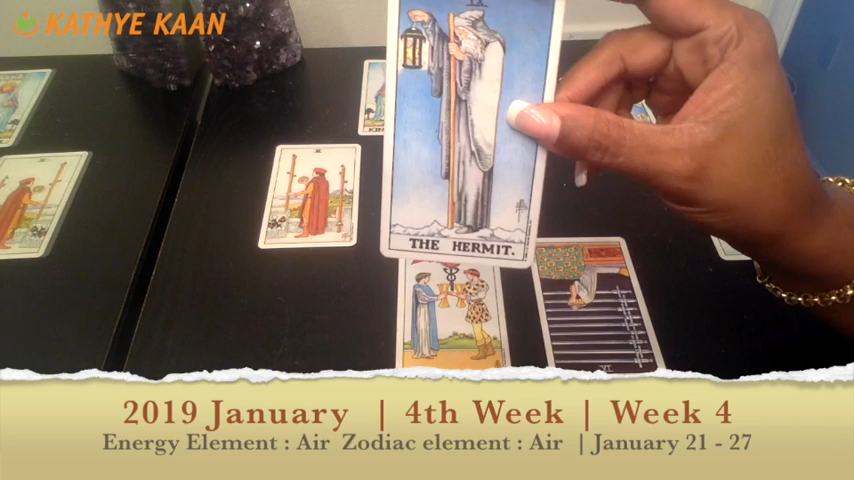 KATHYE KAAN
THE HERMIT.
2019 January | 4th Week | Week 4
Energy Element : Air Zodiac element : Air | January 21 - 27